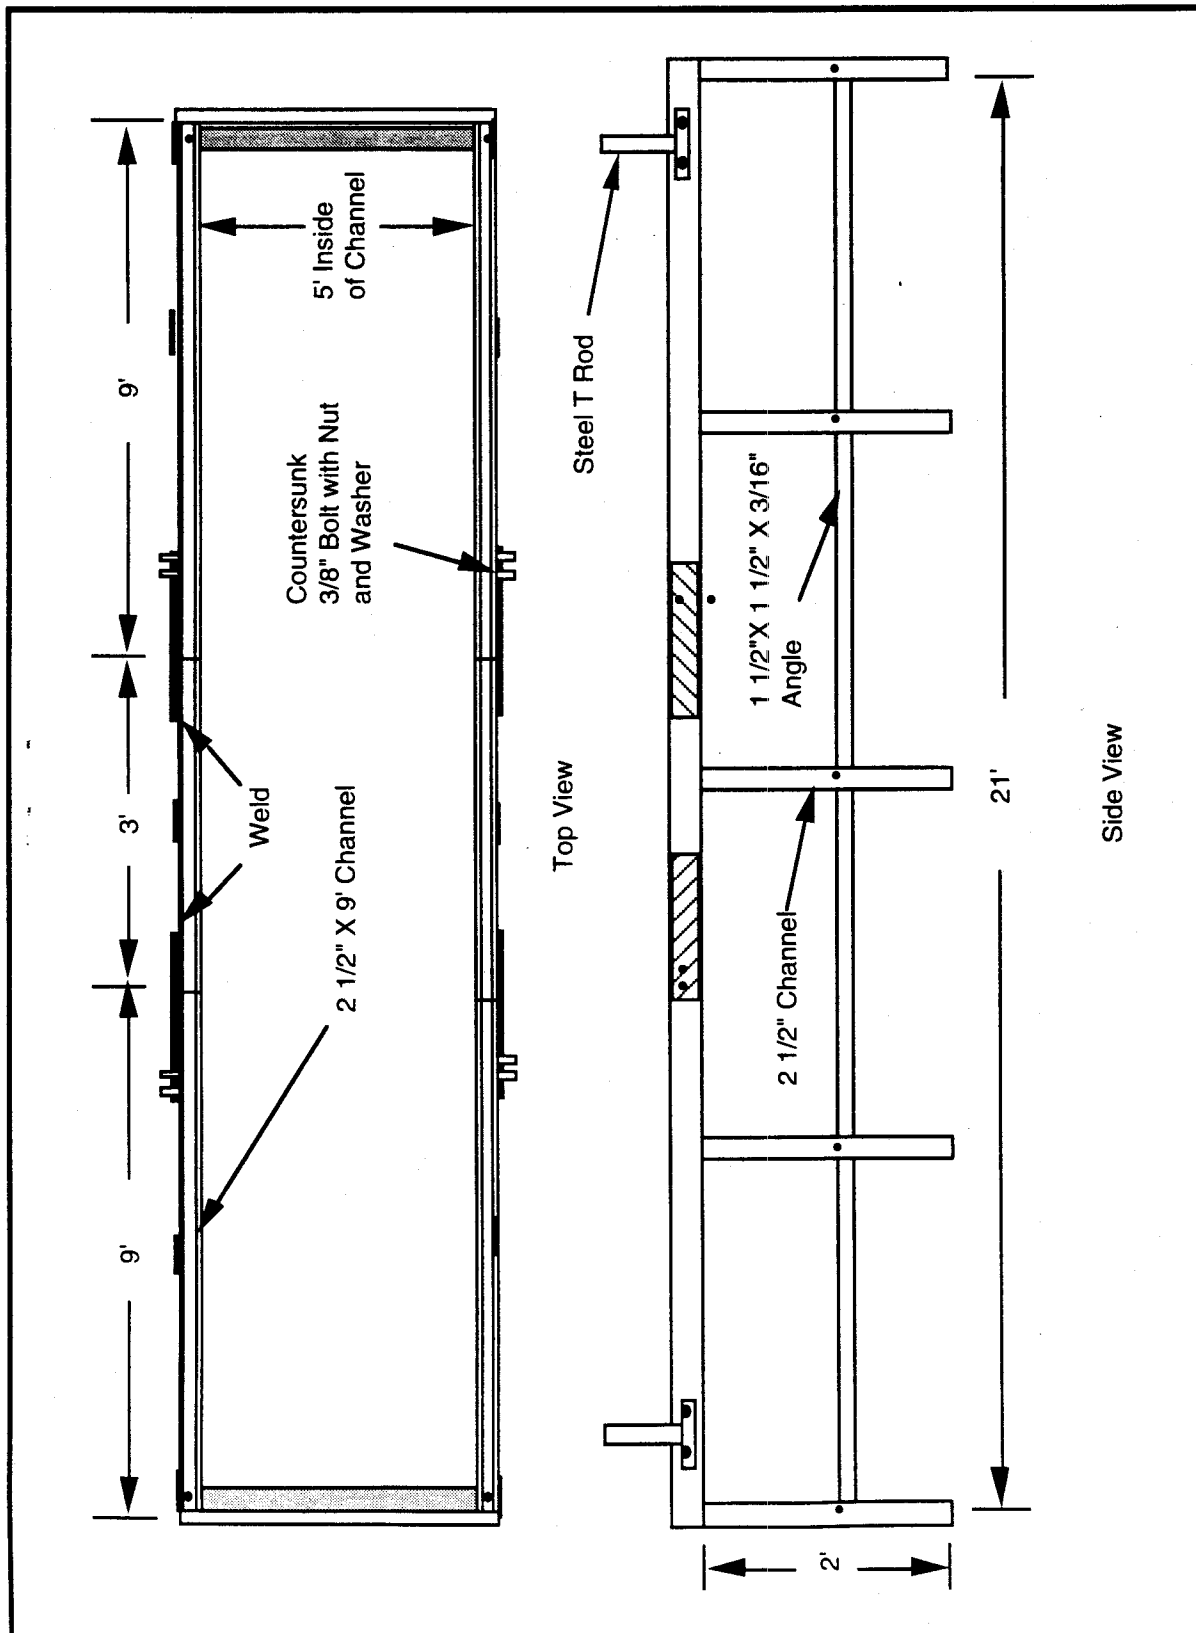 9'
3'
9'
5' Inside
of Channel
Countersunk
3/8" Bolt with Nut
and Washer
Weld
2 1/2" X 9' Channel
Top View
Steel T Rod
1 1/2"X 1 1/2" X 3/16"
Angle
2 1/2" Channel
2'
21'
Side View